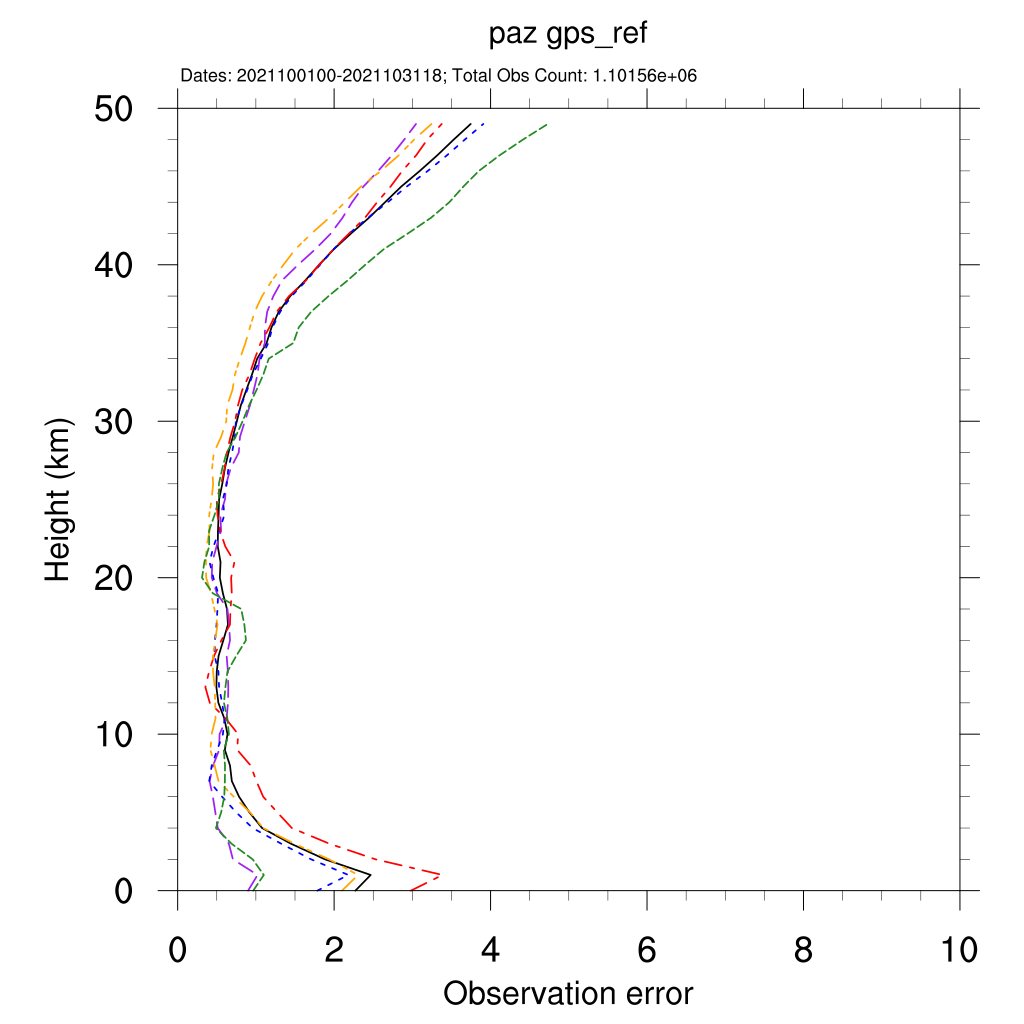 paz gps_ref
Dates: 2021100100-2021103118; Total Obs Count: 1.10156e+06
50
40
30
20
10
0
Height (km)
0 2 4 6 8 10
Observation error